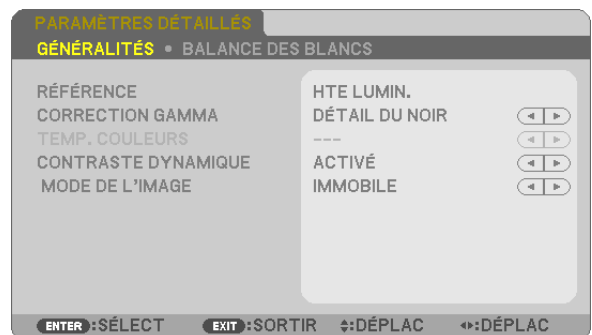 PARAMÈTRES DÉTAILLÉS
GÉNÉRALITÉS • BALANCE DES BLANCS
RÉFÉRENCE HTE LUMIN.
CORRECTION GAMMA DÉTAIL DU NOIR
TEMP. COULEURS ---
CONTRASTE DYNAMIQUE ACTIVÉ
MODE DE L'IMAGE IMMOBILE
ENTER :SÉLECT EXIT :SORTIR :DÉPLAC :DÉPLAC